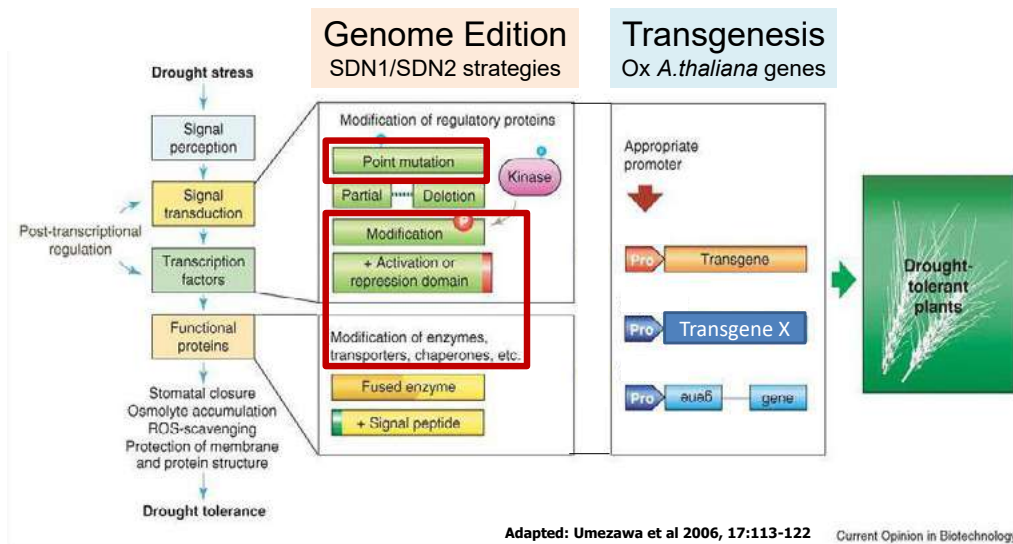 Genome Edition
SDN1/SDN2 strategies
Transgenesis
Ox A.thaliana genes
Drought stress
Signal
perception
Signal
transduction
Post-transcriptional
regulation
Transcription
factors
Functional
proteins
Stomatal closure
Osmolyte accumulation
ROS-scavenging
Protection of membrane
and protein structure
Drought tolerance
Modification of regulatory proteins
Point mutation
Kinase
Partial
Deletion
P
Modification
+ Activation or
repression domain
Modification of enzymes,
transporters, chaperones, etc.
Fused enzyme
+ Signal peptide
Appropriate
promoter
Pro Transgene
Pro Transgene X
Pro gene gene
Drought-
tolerant
plants
Adapted: Umezawa et al 2006, 17:113-122
Current Opinion in Biotechnology